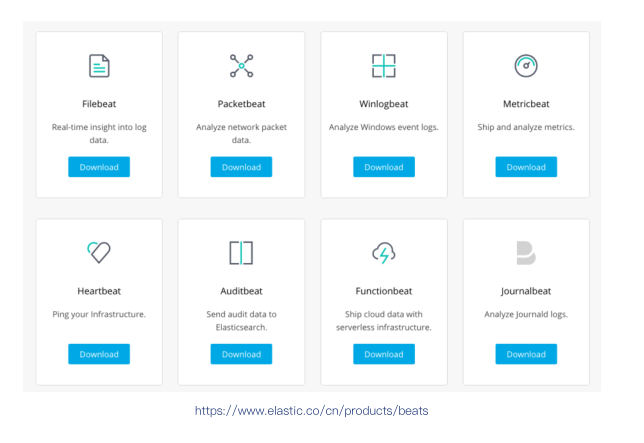 Filebeat
Real-time insight into log
data.
Download
Packetbeat
Analyze network packet
data.
Download
Winlogbeat
Analyze Windows event logs.
Download
Metricbeat
Ship and analyze metrics.
Download
Heartbeat
Ping your Infrastructure.
Download
Auditbeat
Send audit data to
Elasticsearch.
Download
Functionbeat
Ship cloud data with
serverless infrastructure.
Download
Journalbeat
Analyze Journald logs.
Download
https://www.elastic.co/cn/products/beats